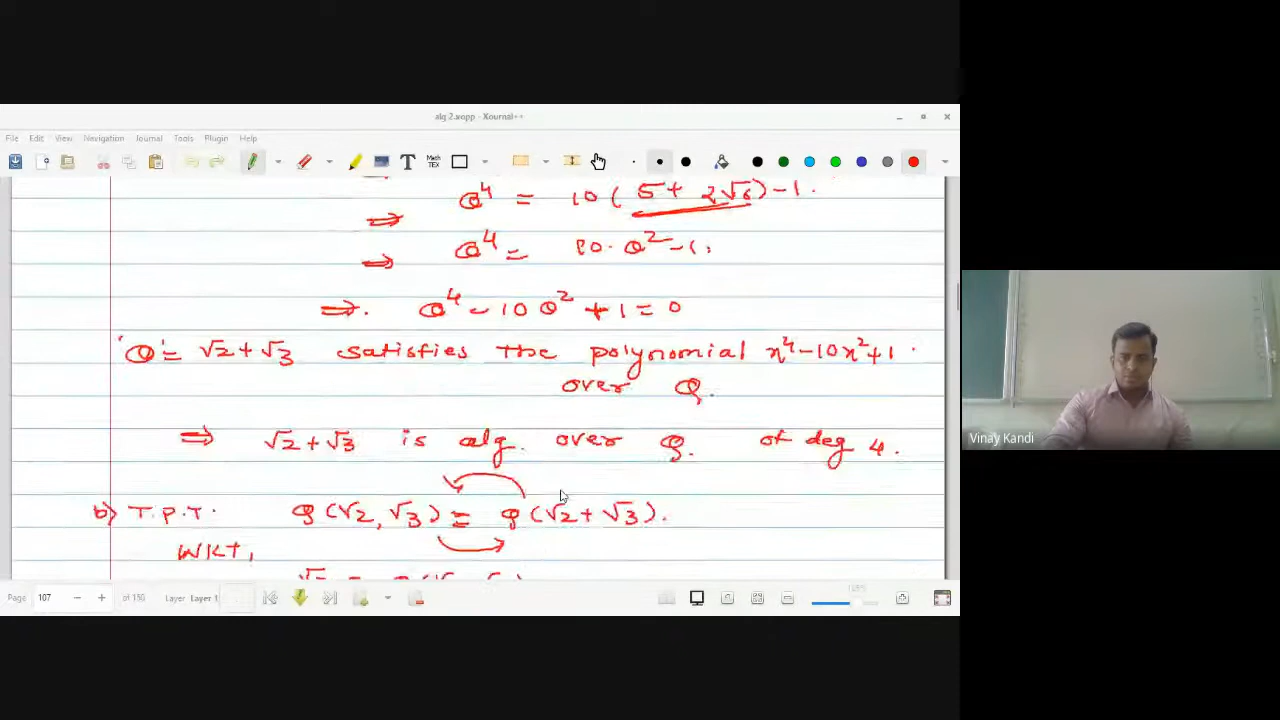 alg 2.xopp - Xournal++
File Edit View Navigation Journal Tools Plugin Help
θ⁴ = 10 ( 5 + 2√6 ) - 1.
⇒
⇒ θ⁴ = 10. θ² - 1.
⇒. θ⁴ - 10 θ² + 1 = 0
'θ' = √2 + √3 satisfies the polynomial x⁴ - 10x² + 1.
over Q.
⇒ √2 + √3 is alg. over Q. of deg 4.
b) T.P.T. Q (√2, √3) = Q (√2 + √3).
WKT,
Page 107 of 150 Layer Layer 1
Vinay Kandi